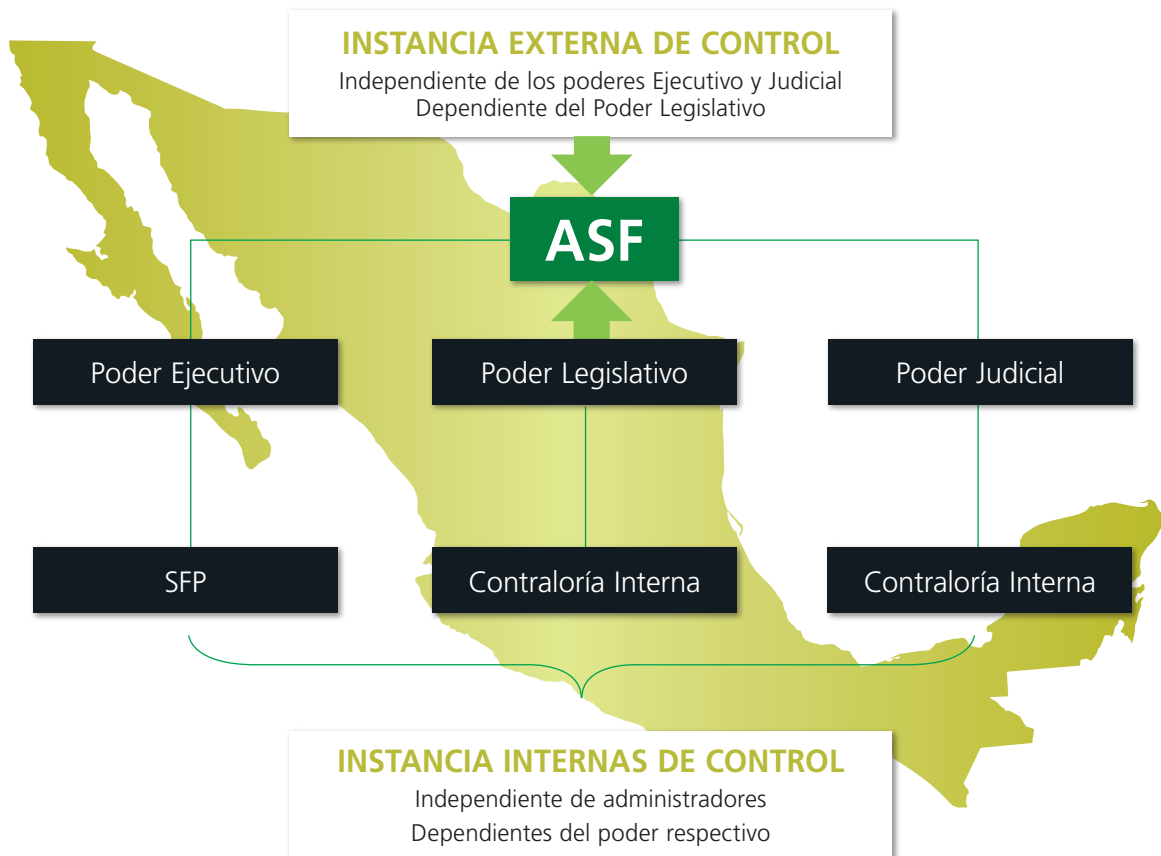 INSTANCIA EXTERNA DE CONTROL
Independiente de los poderes Ejecutivo y Judicial
Dependiente del Poder Legislativo
ASF
Poder Ejecutivo
Poder Legislativo
Poder Judicial
SFP
Contraloría Interna
Contraloría Interna
INSTANCIA INTERNAS DE CONTROL
Independiente de administradores
Dependientes del poder respectivo